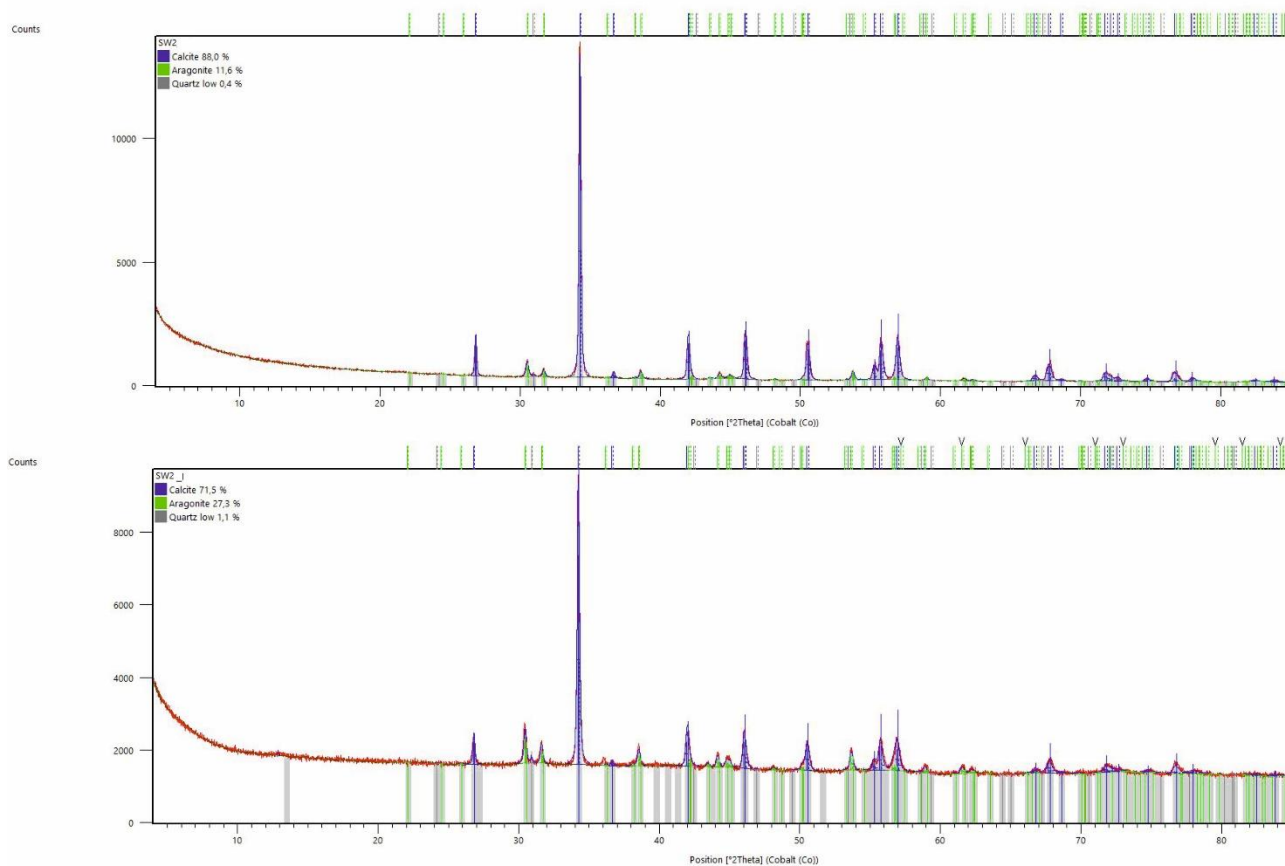 Counts
SW2
Calcite 88,0 %
Aragonite 11,6 %
Quartz low 0,4 %
10000
5000
0
10 20 30 40 50 60 70 80
Position [°2Theta] (Cobalt (Co))
Counts
SW2 _I
Calcite 71,5 %
Aragonite 27,3 %
Quartz low 1,1 %
8000
6000
4000
2000
0
10 20 30 40 50 60 70 80
Position [°2Theta] (Cobalt (Co))